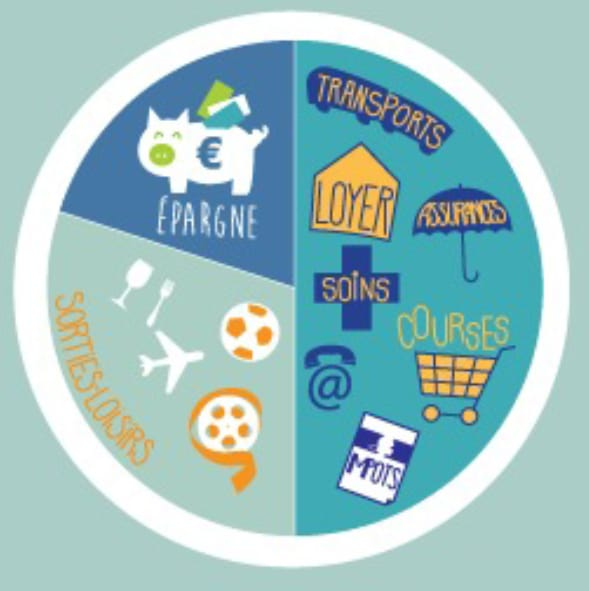 €
ÉPARGNE
TRANSPORTS
LOYER
ASSURANCES
SOINS
COURSES
@
IMPOTS
SORTIES-LOISIRS